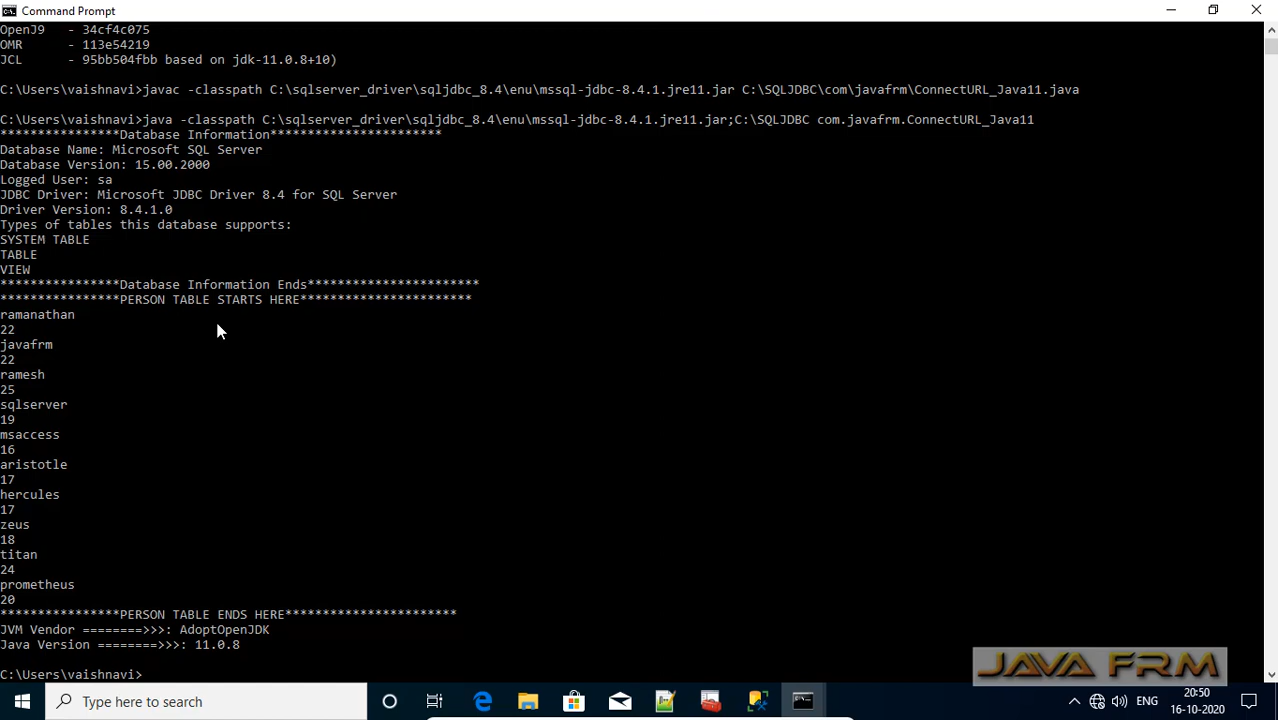 Command Prompt
OpenJ9   - 34cf4c075
OMR      - 113e54219
JCL      - 95bb504fbb based on jdk-11.0.8+10)
C:\Users\vaishnavi>javac -classpath C:\sqlserver_driver\sqljdbc_8.4\enu\mssql-jdbc-8.4.1.jre11.jar C:\SQLJDBC\com\javafrm\ConnectURL_Java11.java
C:\Users\vaishnavi>java -classpath C:\sqlserver_driver\sqljdbc_8.4\enu\mssql-jdbc-8.4.1.jre11.jar;C:\SQLJDBC com.javafrm.ConnectURL_Java11
****************Database Information***********************
Database Name: Microsoft SQL Server
Database Version: 15.00.2000
Logged User: sa
JDBC Driver: Microsoft JDBC Driver 8.4 for SQL Server
Driver Version: 8.4.1.0
Types of tables this database supports:
SYSTEM TABLE
TABLE
VIEW
****************Database Information Ends***********************
****************PERSON TABLE STARTS HERE***********************
ramanathan
22
javafrm
22
ramesh
25
sqlserver
19
msaccess
16
aristotle
17
hercules
17
zeus
18
titan
24
prometheus
20
****************PERSON TABLE ENDS HERE***********************
JVM Vendor ========>>>: AdoptOpenJDK
Java Version ========>>>: 11.0.8
C:\Users\vaishnavi>
JAVA FRM
Type here to search
ENG
20:50
16-10-2020